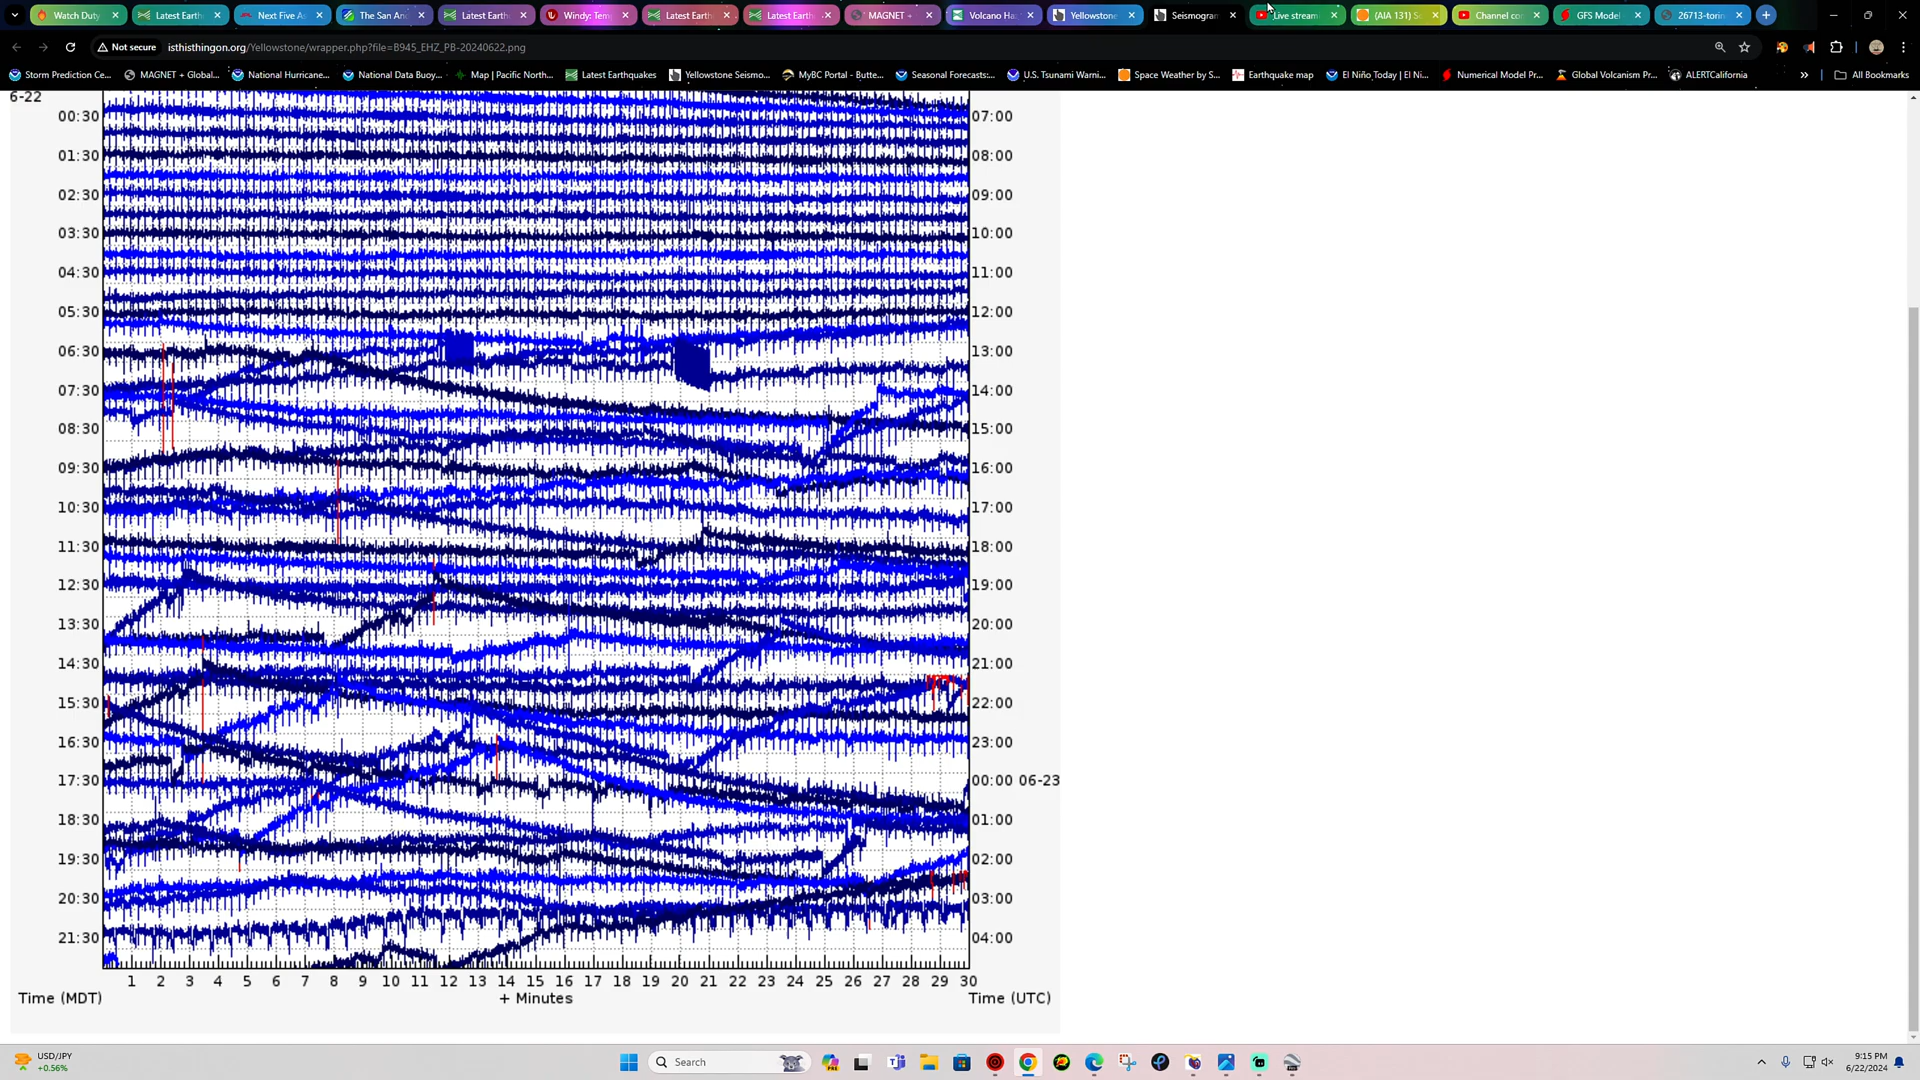 Watch Duty
Latest Earth
Next Five As
The San An
Latest Earth
Windy: Tem
Latest Earth
Latest Earth
MAGNET +
Volcano Ha
Yellowstone
Seismogram
Live stream
(AIA 131) S
Channel co
GFS Model
26713-torin
Not secure
isthisthingon.org/Yellowstone/wrapper.php?file=B945_EHZ_PB-20240622.png
Storm Prediction Ce...
MAGNET + Global...
National Hurricane...
National Data Buoy...
Map | Pacific North...
Latest Earthquakes
Yellowstone Seismo...
MyBC Portal - Butte...
Seasonal Forecasts:...
U.S. Tsunami Warni...
Space Weather by S...
Earthquake map
El Niño Today | El Ni...
Numerical Model Pr...
Global Volcanism Pr...
ALERTCalifornia
All Bookmarks
6-22
00:30 07:00
01:30 08:00
02:30 09:00
03:30 10:00
04:30 11:00
05:30 12:00
06:30 13:00
07:30 14:00
08:30 15:00
09:30 16:00
10:30 17:00
11:30 18:00
12:30 19:00
13:30 20:00
14:30 21:00
15:30 22:00
16:30 23:00
17:30 00:00 06-23
18:30 01:00
19:30 02:00
20:30 03:00
21:30 04:00
1 2 3 4 5 6 7 8 9 10 11 12 13 14 15 16 17 18 19 20 21 22 23 24 25 26 27 28 29 30
Time (MDT) + Minutes Time (UTC)
USD/JPY
+0.56%
Search
9:15 PM
6/22/2024